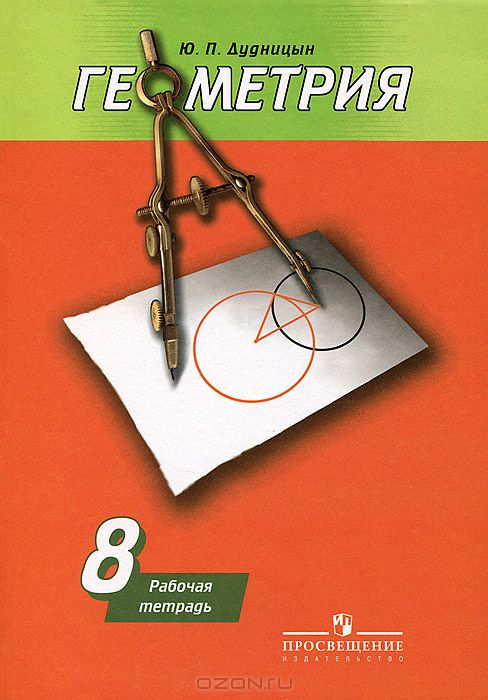 Ю. П. Дудницын
ГЕОМЕТРИЯ
8
Рабочая
тетрадь
ПРОСВЕЩЕНИЕ
ИЗДАТЕЛЬСТВО
OZON.RU